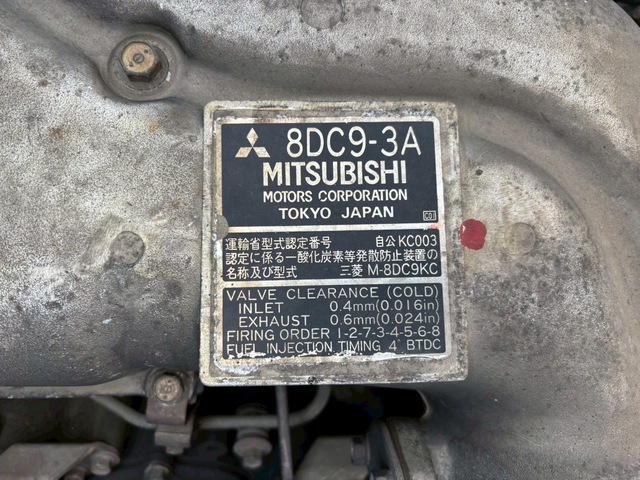 8DC9-3A
MITSUBISHI
MOTORS CORPORATION
TOKYO JAPAN
運輸省型式認定番号 自公KC003
認定に係る一酸化炭素等発散防止装置の
名称及び型式 三菱 M-8DC9KC
VALVE CLEARANCE (COLD)
INLET 0.4mm(0.016in)
EXHAUST 0.6mm(0.024in)
FIRING ORDER 1-2-7-3-4-5-6-8
FUEL INJECTION TIMING 4° BTDC